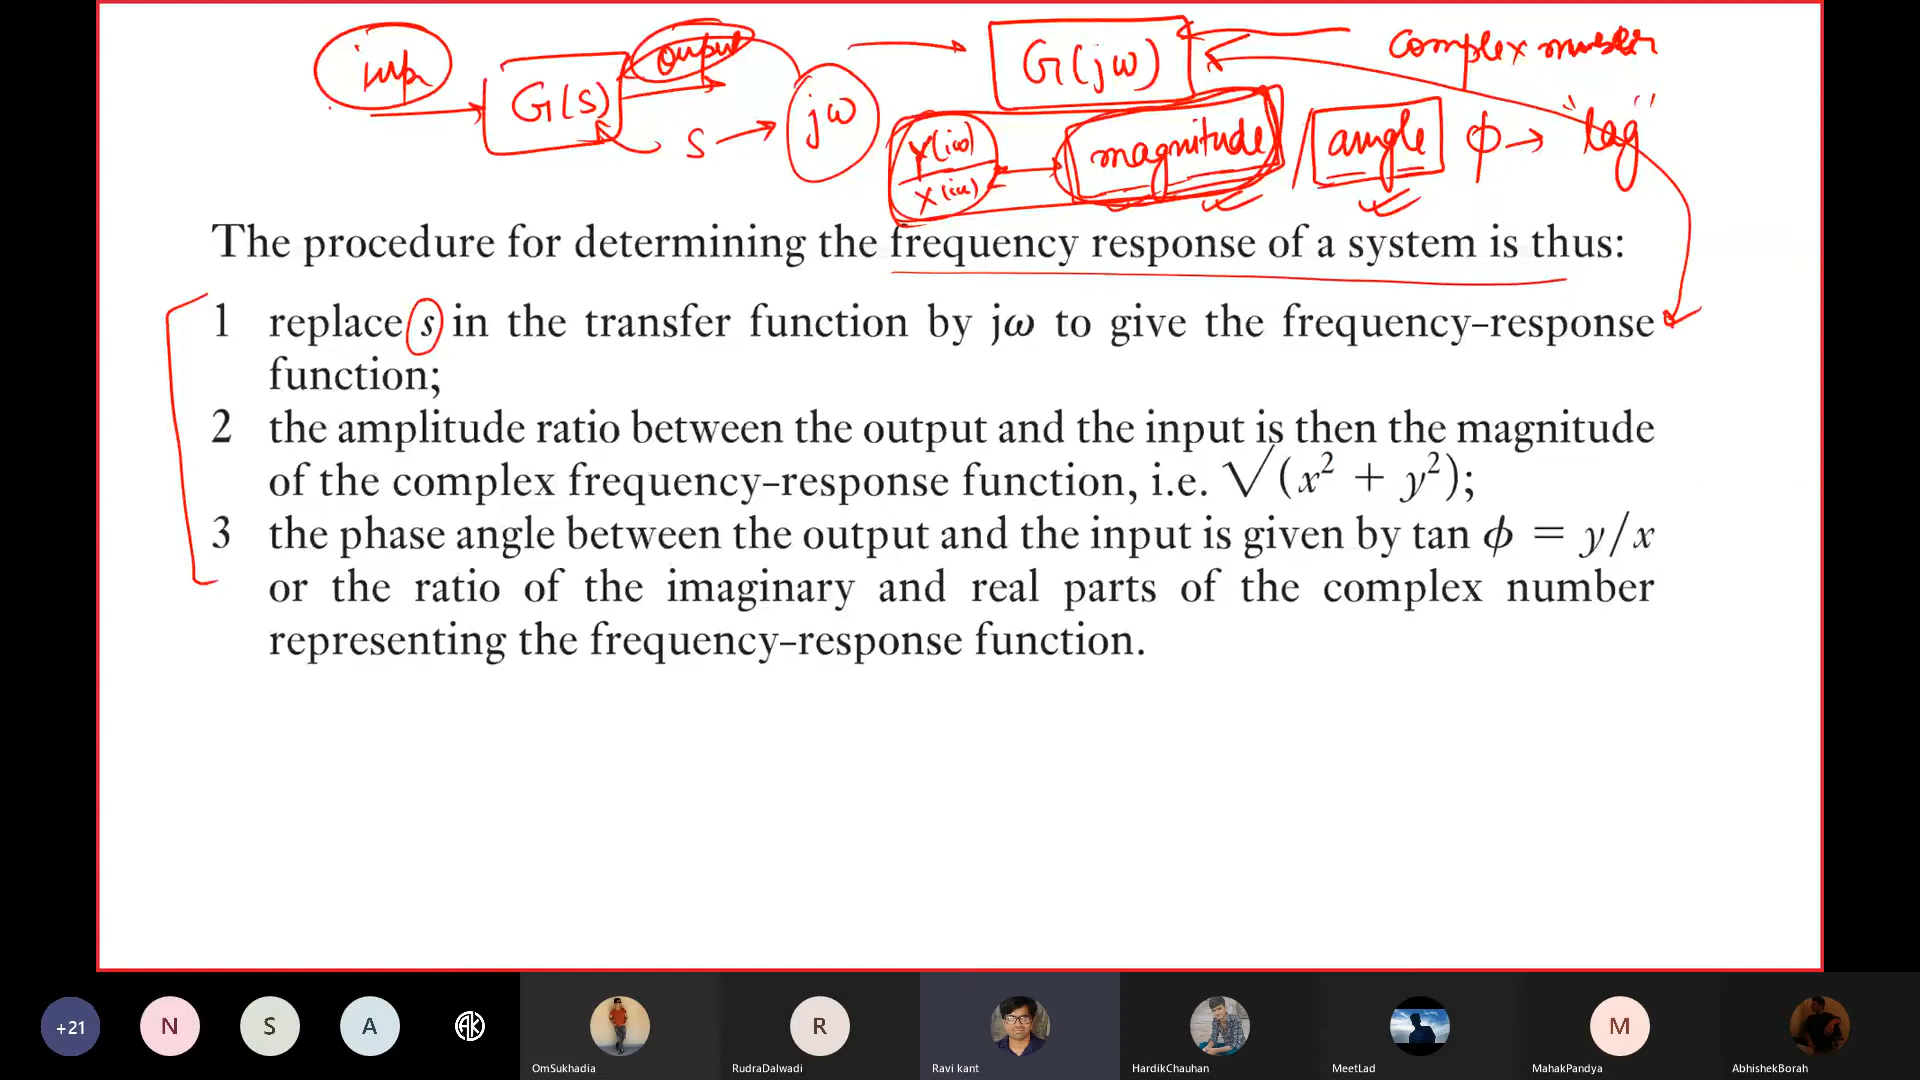 inp
G(s)
output
s → jω
G(jω)
complex number
Y(jω)
X(jω)
magnitude / angle φ → "lag"
The procedure for determining the frequency response of a system is thus:
1 replace s in the transfer function by jω to give the frequency-response
function;
2 the amplitude ratio between the output and the input is then the magnitude
of the complex frequency-response function, i.e. √(x² + y²);
3 the phase angle between the output and the input is given by tan ϕ = y/x
or the ratio of the imaginary and real parts of the complex number
representing the frequency-response function.
+21
N
S
A
AK
R
M
OmSukhadia
RudraDalwadi
Ravi kant
HardikChauhan
MeetLad
MahakPandya
AbhishekBorah